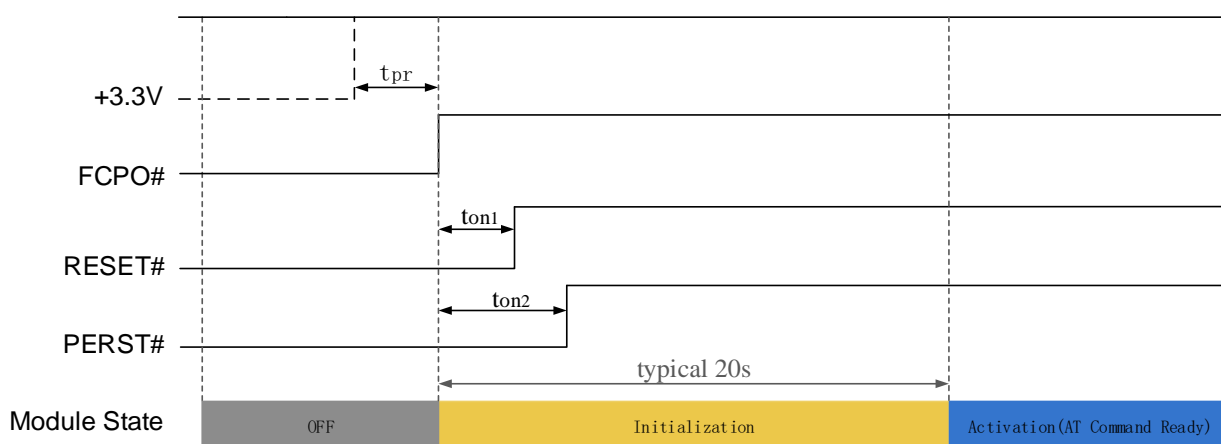 tpr
+3.3V
FCPO#
ton1
RESET#
ton2
PERST#
typical 20s
Module State
OFF
Initialization
Activation(AT Command Ready)